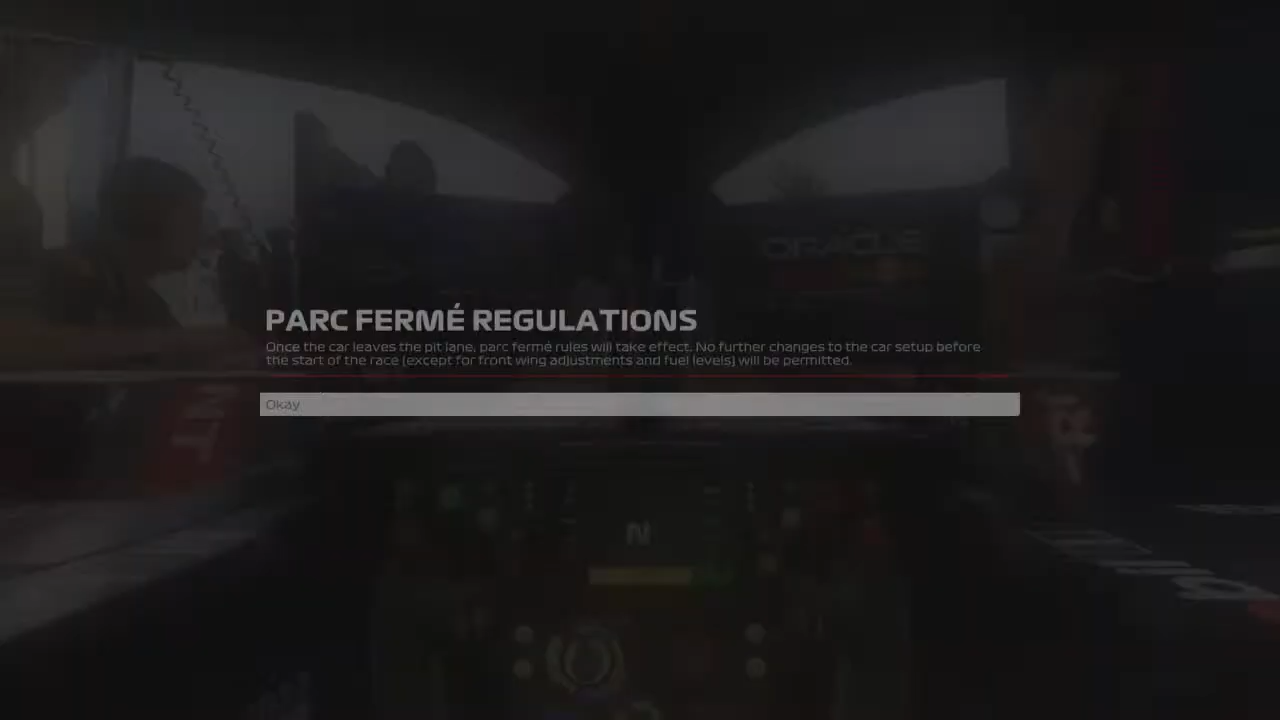 ORACLE
PARC FERMÉ REGULATIONS
Once the car leaves the pit lane, parc fermé rules will take effect. No further changes to the car setup before
the start of the race (except for front wing adjustments and fuel levels) will be permitted.
Okay
N